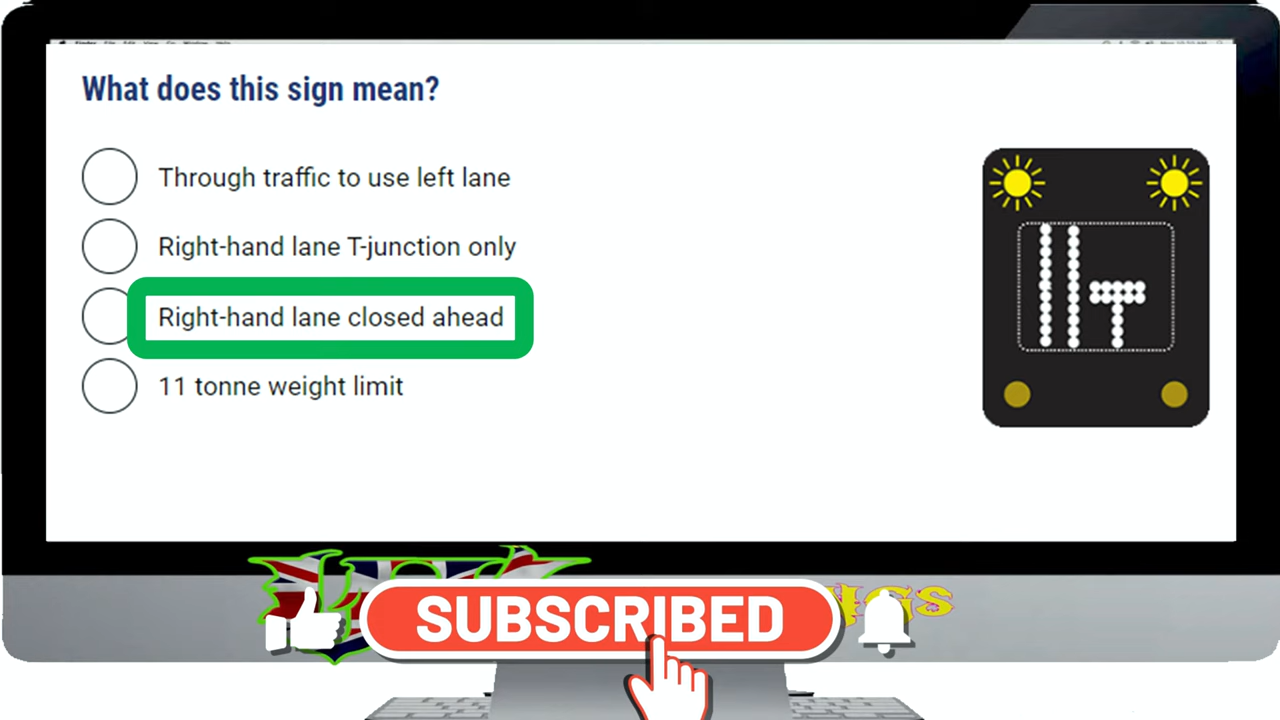 What does this sign mean?
Through traffic to use left lane
Right-hand lane T-junction only
Right-hand lane closed ahead
11 tonne weight limit
SUBSCRIBED